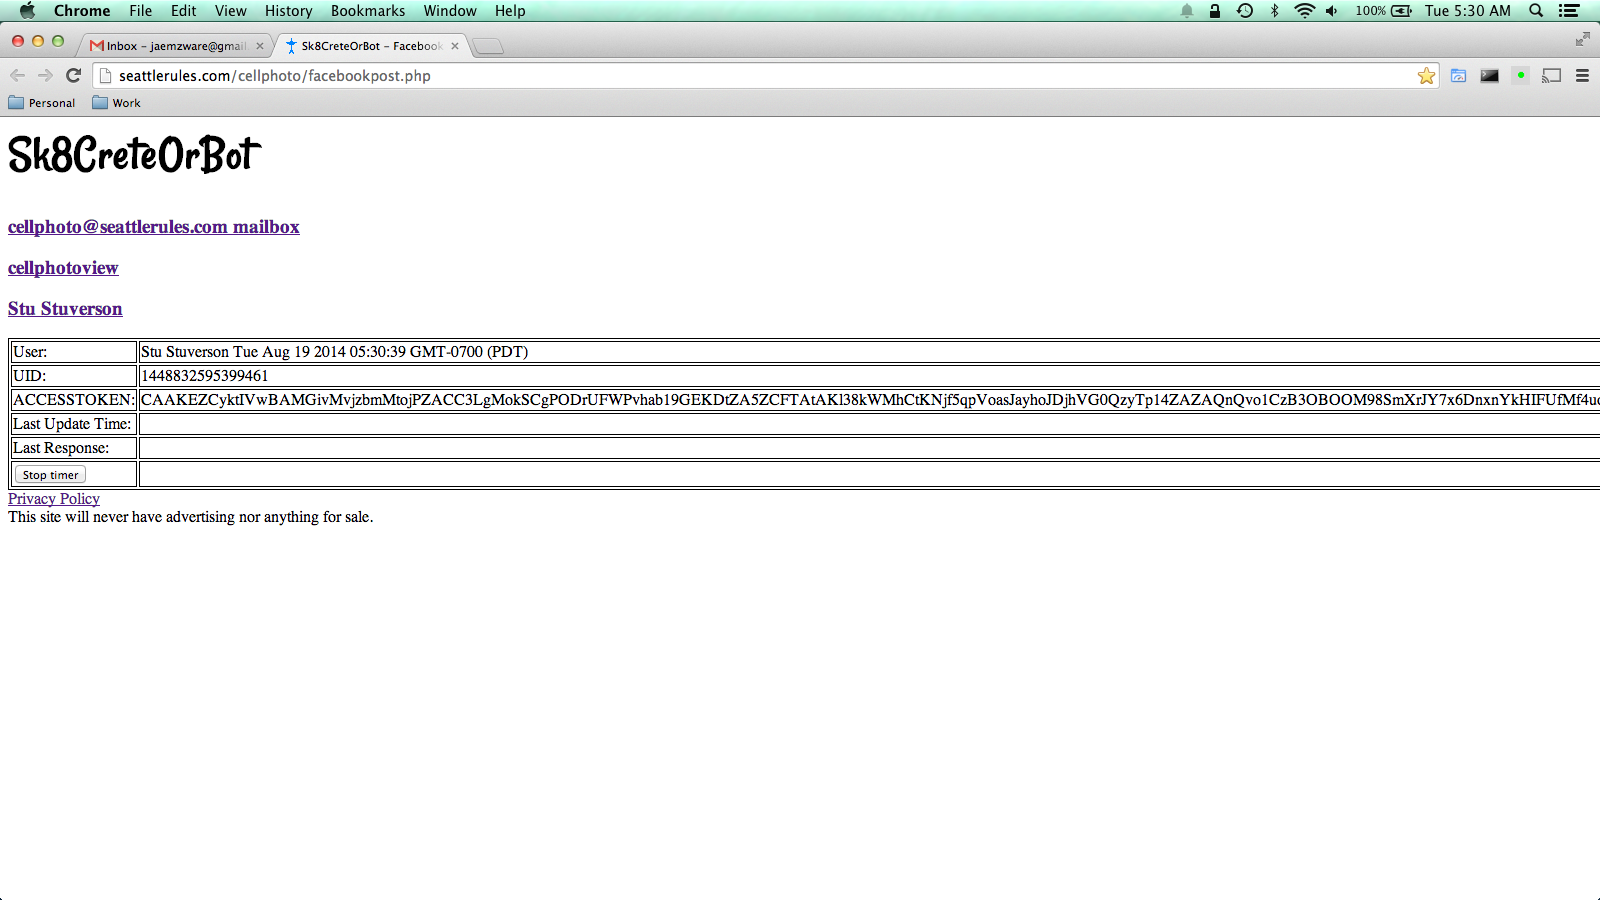 Chrome File Edit View History Bookmarks Window Help 100% Tue 5:30 AM
Inbox – jaemzware@gmail. Sk8CreteOrBot – Facebook
seattlerules.com/cellphoto/facebookpost.php
Personal Work
Sk8CreteOrBot
cellphoto@seattlerules.com mailbox
cellphotoview
Stu Stuverson
User: Stu Stuverson Tue Aug 19 2014 05:30:39 GMT-0700 (PDT)
UID: 1448832595399461
ACCESSTOKEN: CAAKEZCyktIVwBAMGivMvjzbmMtojPZACC3LgMokSCgPODrUFWPvhab19GEKDtZA5ZCFTAtAKl38kWMhCtKNjf5qpVoasJayhoJDjhVG0QzyTp14ZAZAQnQvo1CzB3OBOOM98SmXrJY7x6DnxnYkHIFUfMf4u
Last Update Time:
Last Response:
Stop timer
Privacy Policy
This site will never have advertising nor anything for sale.